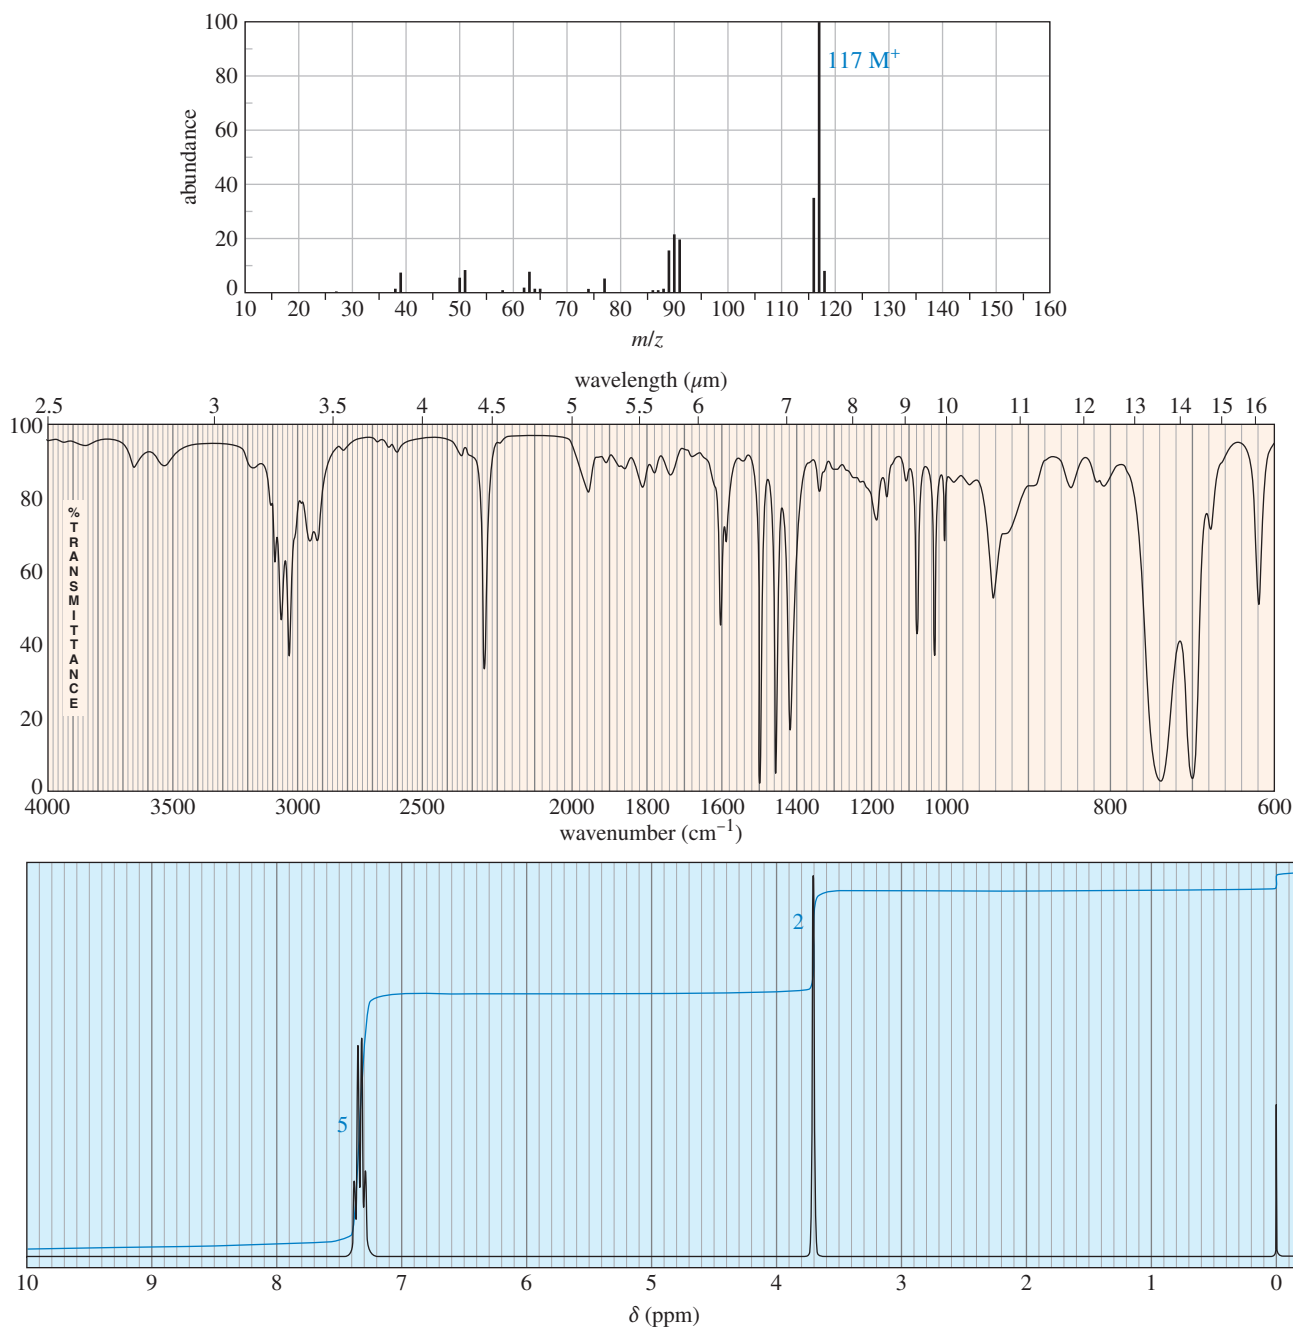 100
80
60
40
20
0
abundance
117 M⁺
10 20 30 40 50 60 70 80 90 100 110 120 130 140 150 160
m/z
wavelength (μm)
2.5 3 3.5 4 4.5 5 5.5 6 7 8 9 10 11 12 13 14 15 16
100
80
60
40
20
0
%
T
R
A
N
S
M
I
T
T
A
N
C
E
4000 3500 3000 2500 2000 1800 1600 1400 1200 1000 800 600
wavenumber (cm⁻¹)
2
5
10 9 8 7 6 5 4 3 2 1 0
δ (ppm)